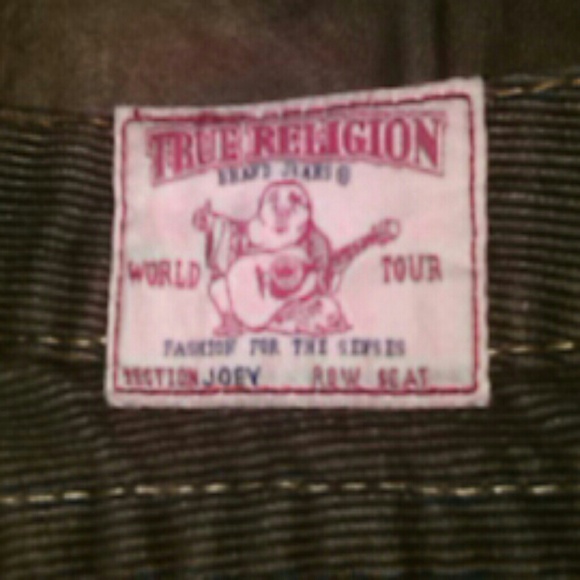 TRUE RELIGION
BRAND JEANS®
WORLD TOUR
FASHION FOR THE SENSES
SECTION JOEY ROW SEAT